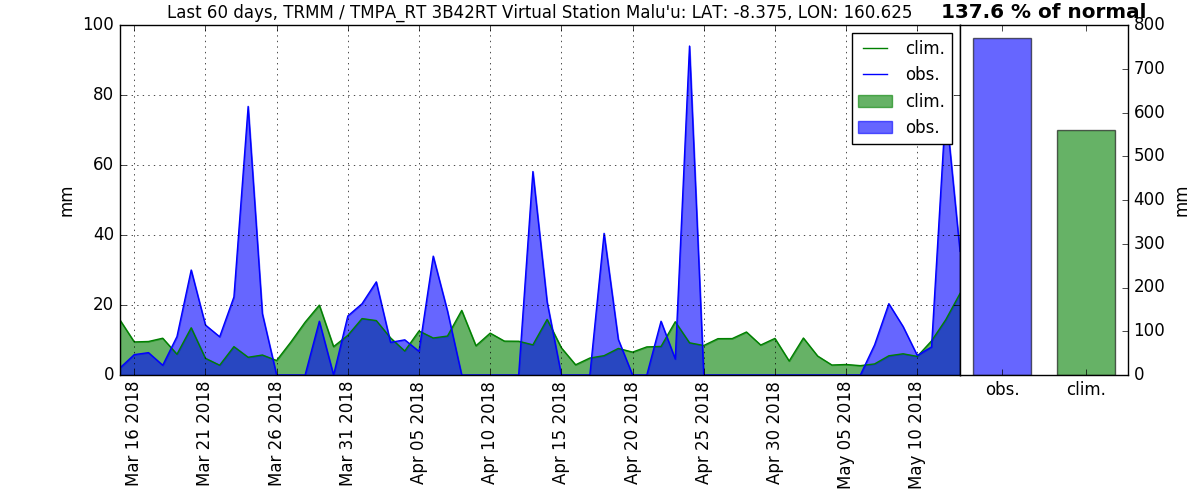 Last 60 days, TRMM / TMPA_RT 3B42RT Virtual Station Malu'u: LAT: -8.375, LON: 160.625
137.6 % of normal
100
80
60
40
20
0
mm
clim.
obs.
clim.
obs.
800
700
600
500
400
300
200
100
0
mm
obs.
clim.
Mar 16 2018
Mar 21 2018
Mar 26 2018
Mar 31 2018
Apr 05 2018
Apr 10 2018
Apr 15 2018
Apr 20 2018
Apr 25 2018
Apr 30 2018
May 05 2018
May 10 2018